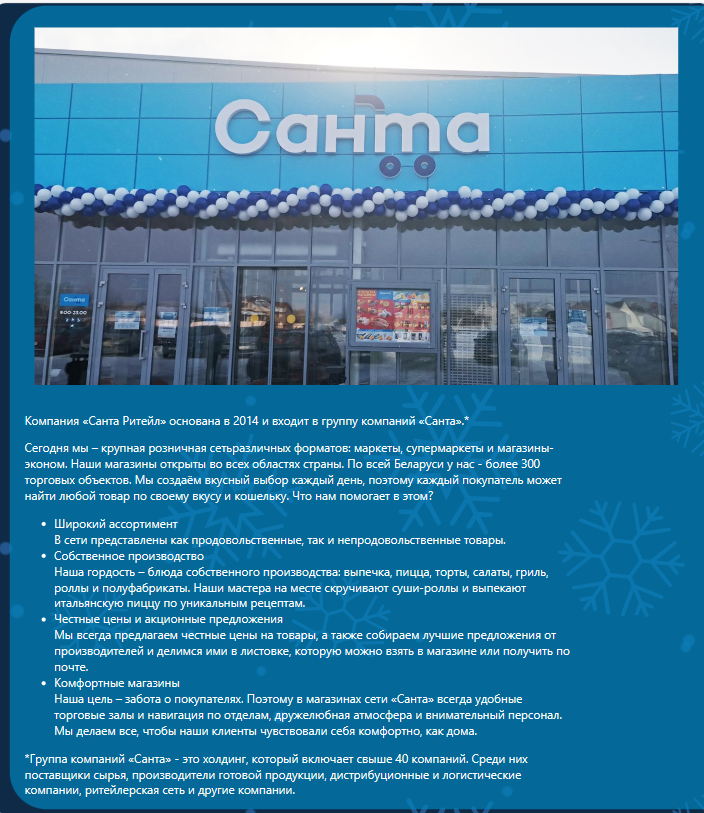 Санта
Санта
9:00-23:00
Компания «Санта Ритейл» основана в 2014 и входит в группу компаний «Санта».*
Сегодня мы – крупная розничная сетьразличных форматов: маркеты, супермаркеты и магазины-
эконом. Наши магазины открыты во всех областях страны. По всей Беларуси у нас - более 300
торговых объектов. Мы создаём вкусный выбор каждый день, поэтому каждый покупатель может
найти любой товар по своему вкусу и кошельку. Что нам помогает в этом?
• Широкий ассортимент
В сети представлены как продовольственные, так и непродовольственные товары.
• Собственное производство
Наша гордость – блюда собственного производства: выпечка, пицца, торты, салаты, гриль,
роллы и полуфабрикаты. Наши мастера на месте скручивают суши-роллы и выпекают
итальянскую пиццу по уникальным рецептам.
• Честные цены и акционные предложения
Мы всегда предлагаем честные цены на товары, а также собираем лучшие предложения от
производителей и делимся ими в листовке, которую можно взять в магазине или получить по
почте.
• Комфортные магазины
Наша цель – забота о покупателях. Поэтому в магазинах сети «Санта» всегда удобные
торговые залы и навигация по отделам, дружелюбная атмосфера и внимательный персонал.
Мы делаем все, чтобы наши клиенты чувствовали себя комфортно, как дома.
*Группа компаний «Санта» - это холдинг, который включает свыше 40 компаний. Среди них
поставщики сырья, производители готовой продукции, дистрибуционные и логистические
компании, ритейлерская сеть и другие компании.